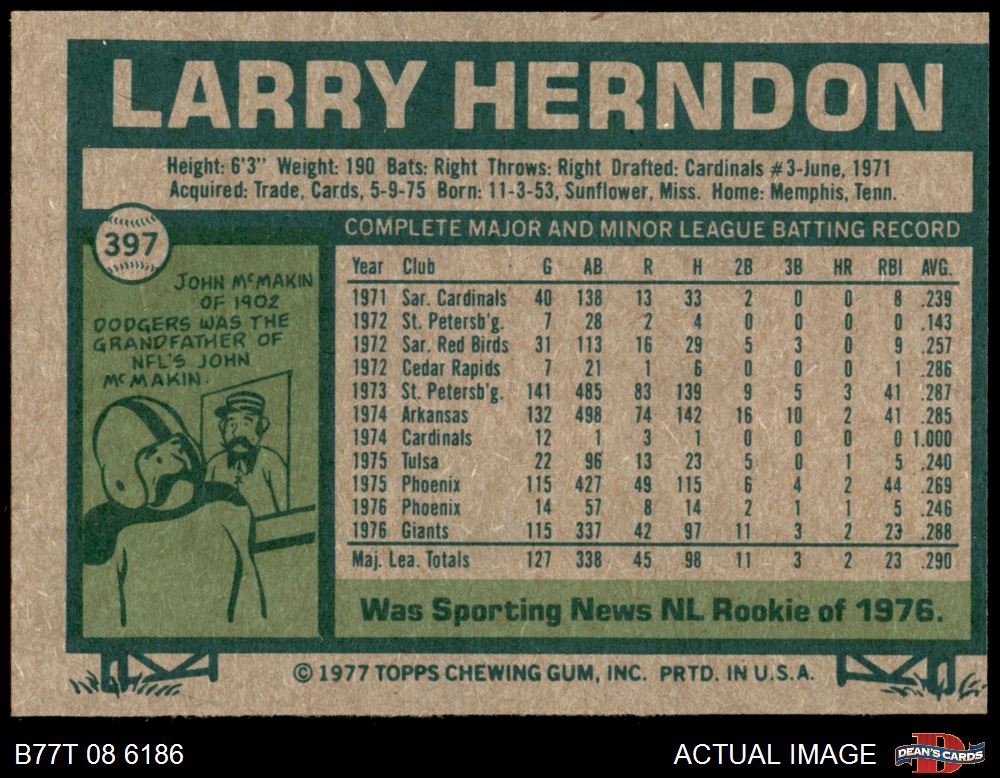 LARRY HERNDON
Height: 6'3" Weight: 190 Bats: Right Throws: Right Drafted: Cardinals #3-June, 1971
Acquired: Trade, Cards, 5-9-75 Born: 11-3-53, Sunflower, Miss. Home: Memphis, Tenn.
397
JOHN McMAKIN
OF 1902
DODGERS WAS THE
GRANDFATHER OF
NFL'S JOHN
McMAKIN.
COMPLETE MAJOR AND MINOR LEAGUE BATTING RECORD
Year Club G AB R H 2B 3B HR RBI AVG.
1971 Sar. Cardinals 40 138 13 33 2 0 0 8 .239
1972 St. Petersb'g. 7 28 2 4 0 0 0 0 .143
1972 Sar. Red Birds 31 113 16 29 5 3 0 9 .257
1972 Cedar Rapids 7 21 1 6 0 0 0 1 .286
1973 St. Petersb'g. 141 485 83 139 9 5 3 41 .287
1974 Arkansas 132 498 74 142 16 10 2 41 .285
1974 Cardinals 12 1 3 1 0 0 0 0 1.000
1975 Tulsa 22 96 13 23 5 0 1 5 .240
1975 Phoenix 115 427 49 115 6 4 2 44 .269
1976 Phoenix 14 57 8 14 2 1 1 5 .246
1976 Giants 115 337 42 97 11 3 2 23 .288
Maj. Lea. Totals 127 338 45 98 11 3 2 23 .290
Was Sporting News NL Rookie of 1976.
© 1977 TOPPS CHEWING GUM, INC. PRTD. IN U.S.A.
B77T 08 6186
ACTUAL IMAGE
D
DEAN'S CARDS